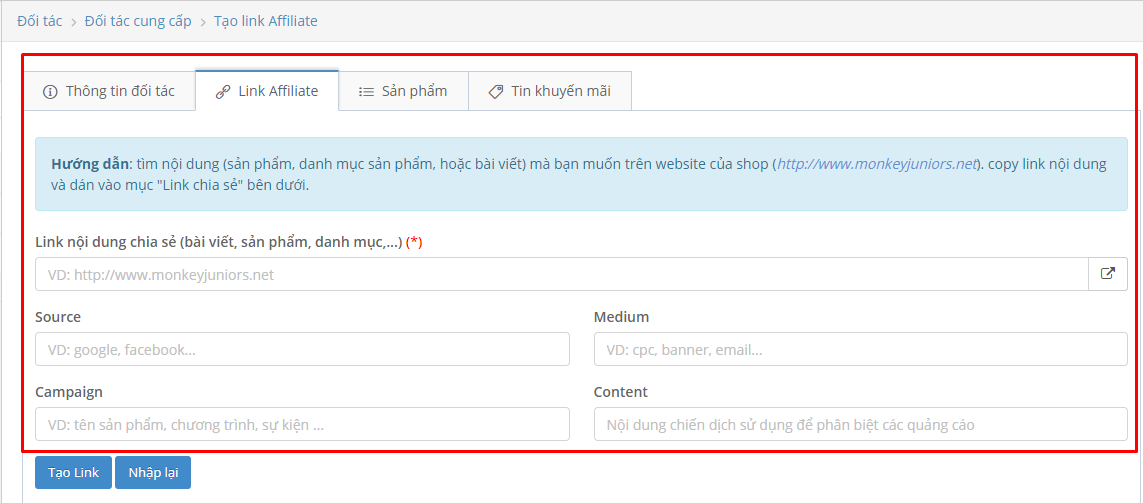 Đối tác > Đối tác cung cấp > Tạo link Affiliate
Thông tin đối tác Link Affiliate Sản phẩm Tin khuyến mãi
Hướng dẫn: tìm nội dung (sản phẩm, danh mục sản phẩm, hoặc bài viết) mà bạn muốn trên website của shop (http://www.monkeyjuniors.net). copy link nội dung
và dán vào mục "Link chia sẻ" bên dưới.
Link nội dung chia sẻ (bài viết, sản phẩm, danh mục,...) (*)
VD: http://www.monkeyjuniors.net
Source Medium
VD: google, facebook... VD: cpc, banner, email...
Campaign Content
VD: tên sản phẩm, chương trình, sự kiện ... Nội dung chiến dịch sử dụng để phân biệt các quảng cáo
Tạo Link Nhập lại